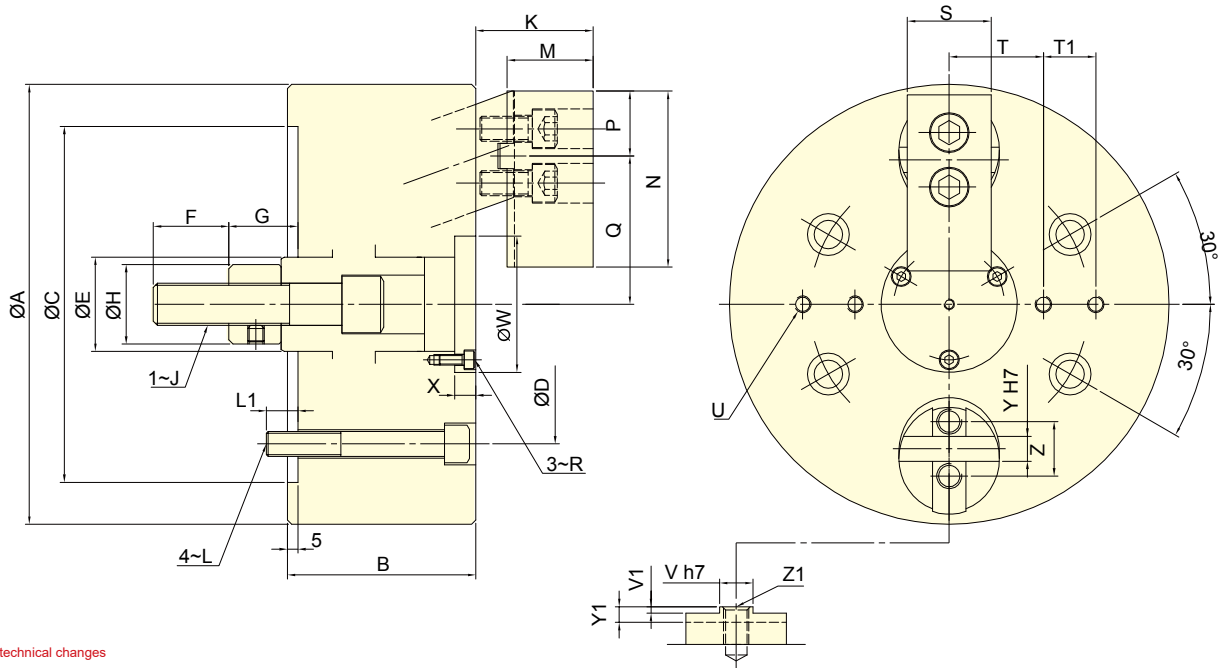 S
K
T
T1
M
P
N
Q
F
G
ØA
ØC
ØE
ØH
ØW
30°
30°
1~J
L1
X
ØD
U
Y H7
Z
3~R
4~L
5
B
V h7
Z1
V1
Y1
technical changes